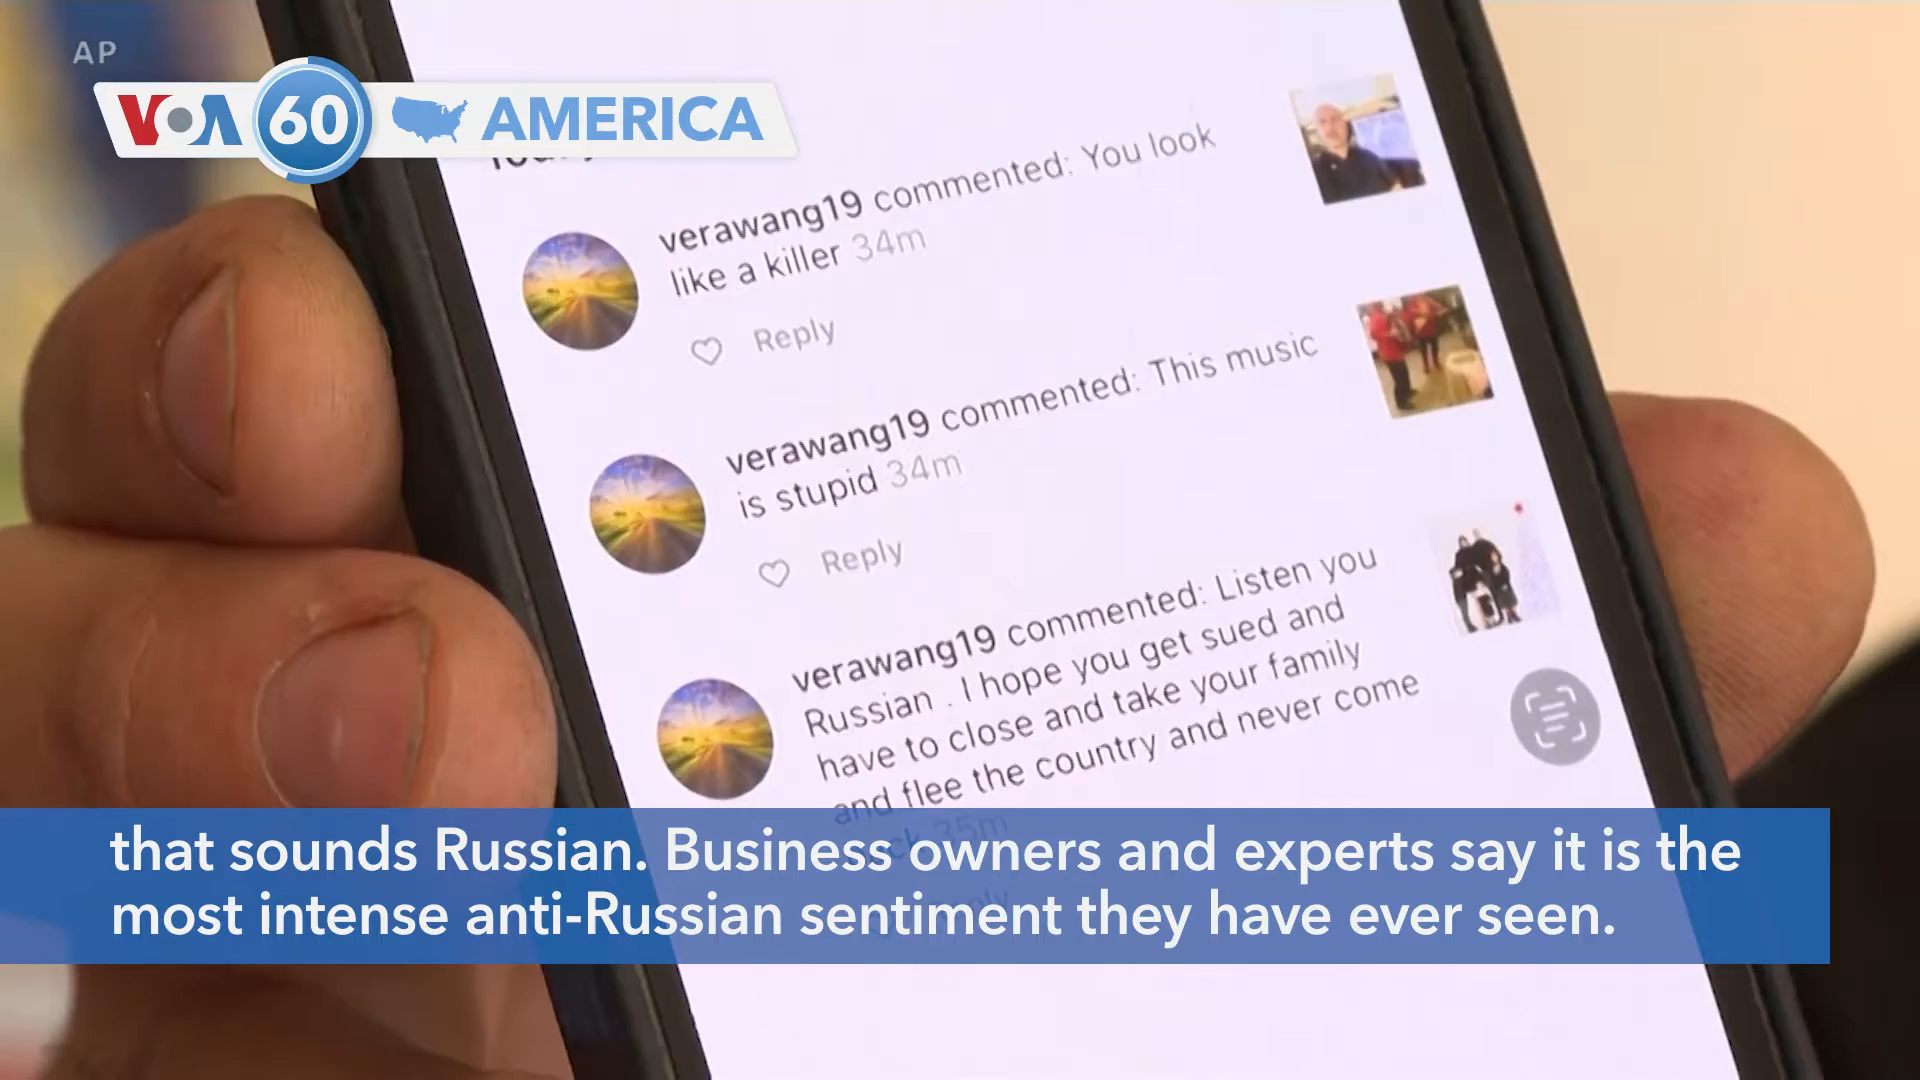 AP
VOA 60 AMERICA
verawang19 commented: You look
like a killer 34m
Reply
verawang19 commented: This music
is stupid 34m
Reply
verawang19 commented: Listen you
Russian . I hope you get sued and
have to close and take your family
and flee the country and never come
35m
that sounds Russian. Business owners and experts say it is the
most intense anti-Russian sentiment they have ever seen.